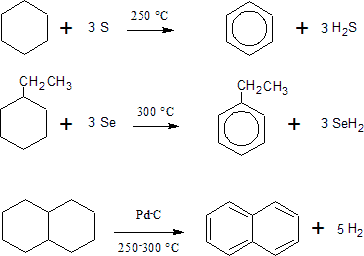 250 °C
+ 3 S + 3 H2S
CH2CH3 CH2CH3
300 °C
+ 3 Se + 3 SeH2
Pd-C
+ 5 H2
250-300 °C